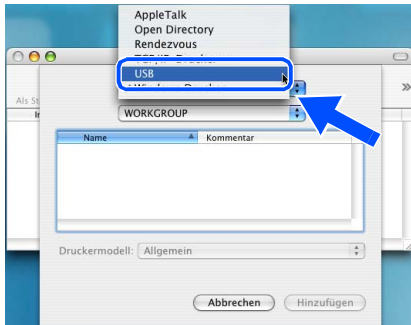 AppleTalk
Open Directory
Rendezvous
USB
Als St
WORKGROUP
Name
Kommentar
Druckermodell:
Allgemein
Abbrechen
Hinzufügen